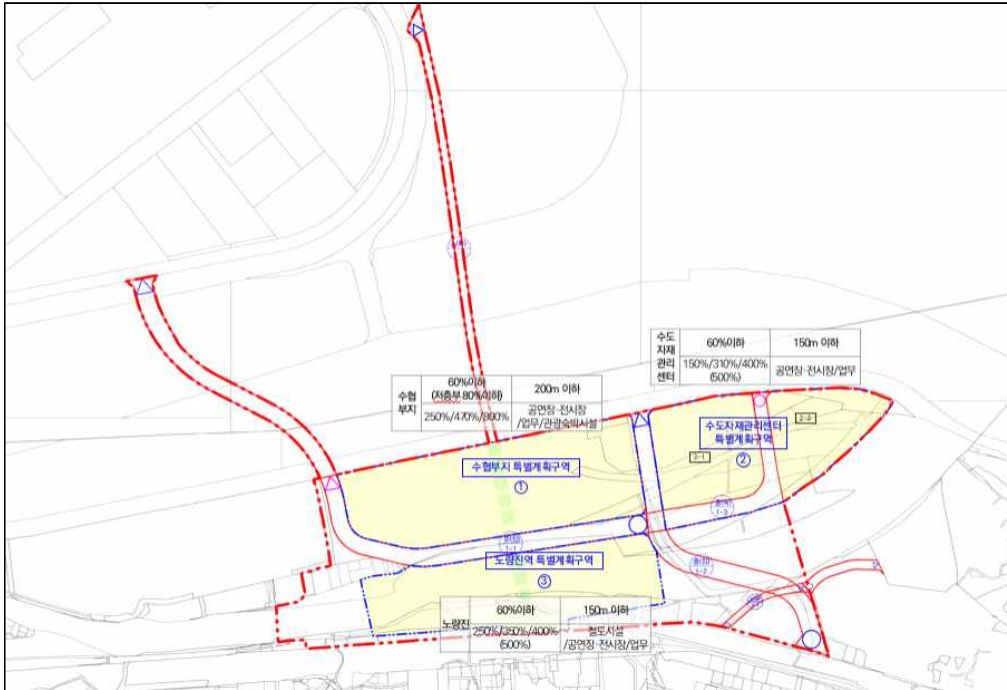 수도
자재
관리
센터
60%이하
150m 이하
150%/310%/400%
(500%)
공연장·전시장/업무
수협
부지
60%이하
(저층부 80%이하)
200m 이하
250%/470%/800%
공연장·전시장
/업무/관광숙박시설
수도자재관리센터
특별계획구역
②
2-1
2-2
수협부지 특별계획구역
①
1-1
1-3
1-2
노량진역 특별계획구역
③
노량진
60%이하
150m 이하
250%/350%/400%
(500%)
철도시설
/공연장·전시장/업무